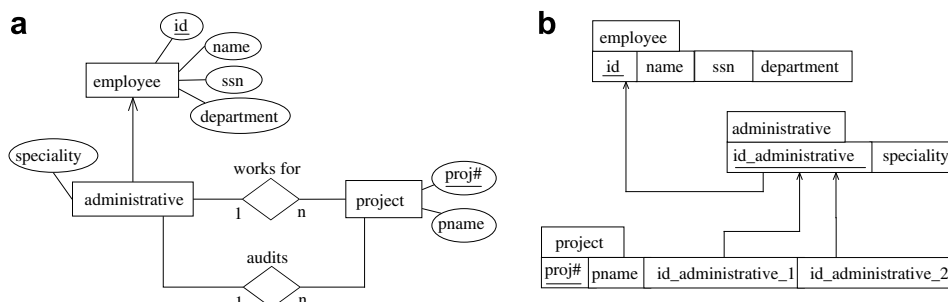 a
id
name
employee
ssn
department
speciality
works for
proj#
administrative
project
1
n
pname
audits
1
n
b
employee
id name ssn department
administrative
id_administrative speciality
project
proj# pname id_administrative_1 id_administrative_2